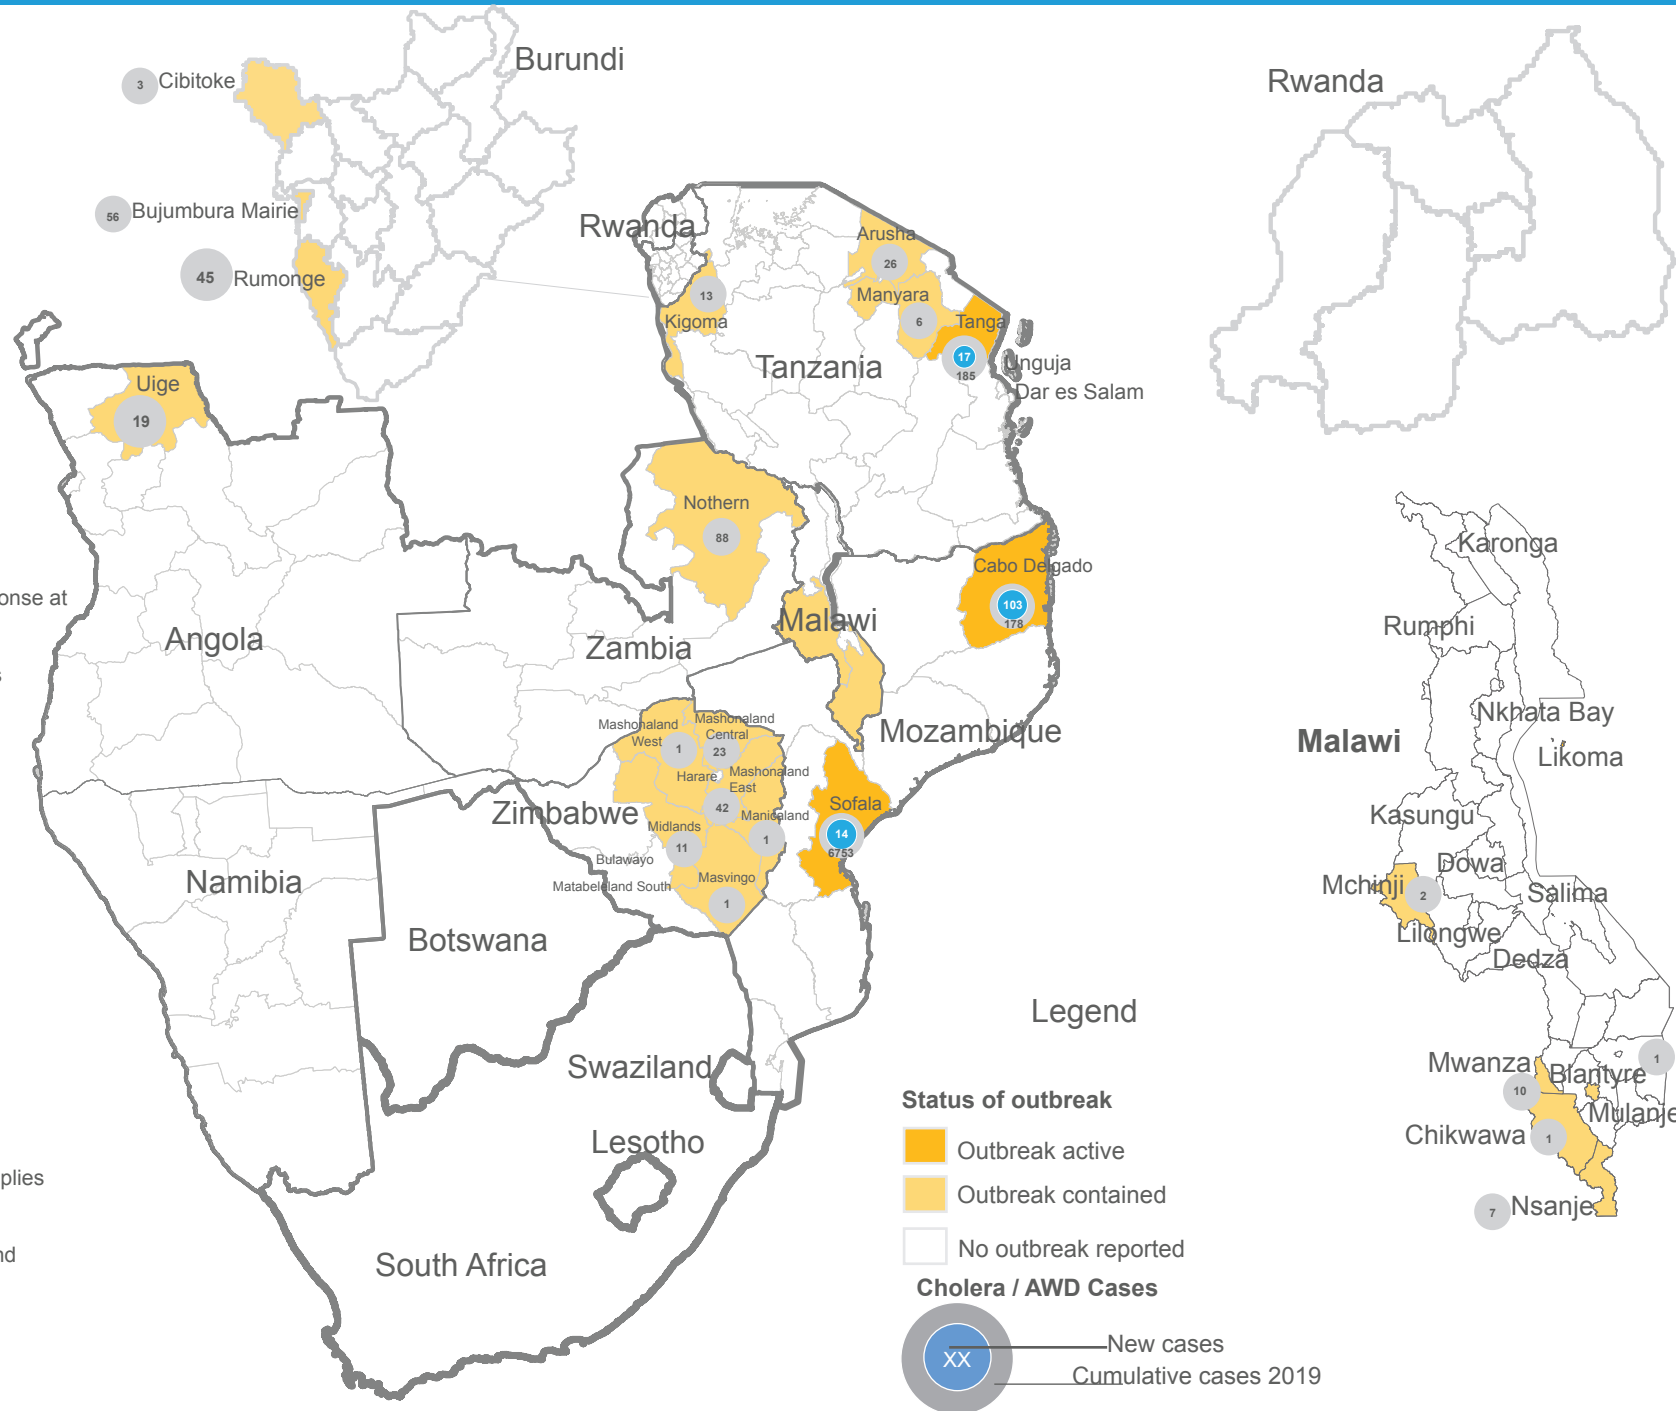 Burundi
3 Cibitoke
56 Bujumbura Mairie
45 Rumonge
Rwanda
Rwanda
Arusha
26
13
Kigoma
Manyara
6
Tanga
17
185
Tanzania
Unguja
Dar es Salam
Uige
19
Nothern
88
Cabo Delgado
103
178
onse at
s
Angola
Zambia
Malawi
Mozambique
Mashonaland
West
1
Mashonaland
Central
23
Harare
Mashonaland
East
42
Zimbabwe
Midlands
11
Manicaland
1
Bulawayo
Matabeleland South
Masvingo
1
Sofala
14
6753
Namibia
Botswana
Swaziland
Lesotho
South Africa
plies
nd
Karonga
Rumphi
Nkhata Bay
Malawi
Likoma
Kasungu
Dowa
Mchinji
2
Salima
Lilongwe
Dedza
Mwanza
10
Blantyre
1
Mulanje
Chikwawa
1
7 Nsanje
Legend
Status of outbreak
Outbreak active
Outbreak contained
No outbreak reported
Cholera / AWD Cases
XX
New cases
Cumulative cases 2019